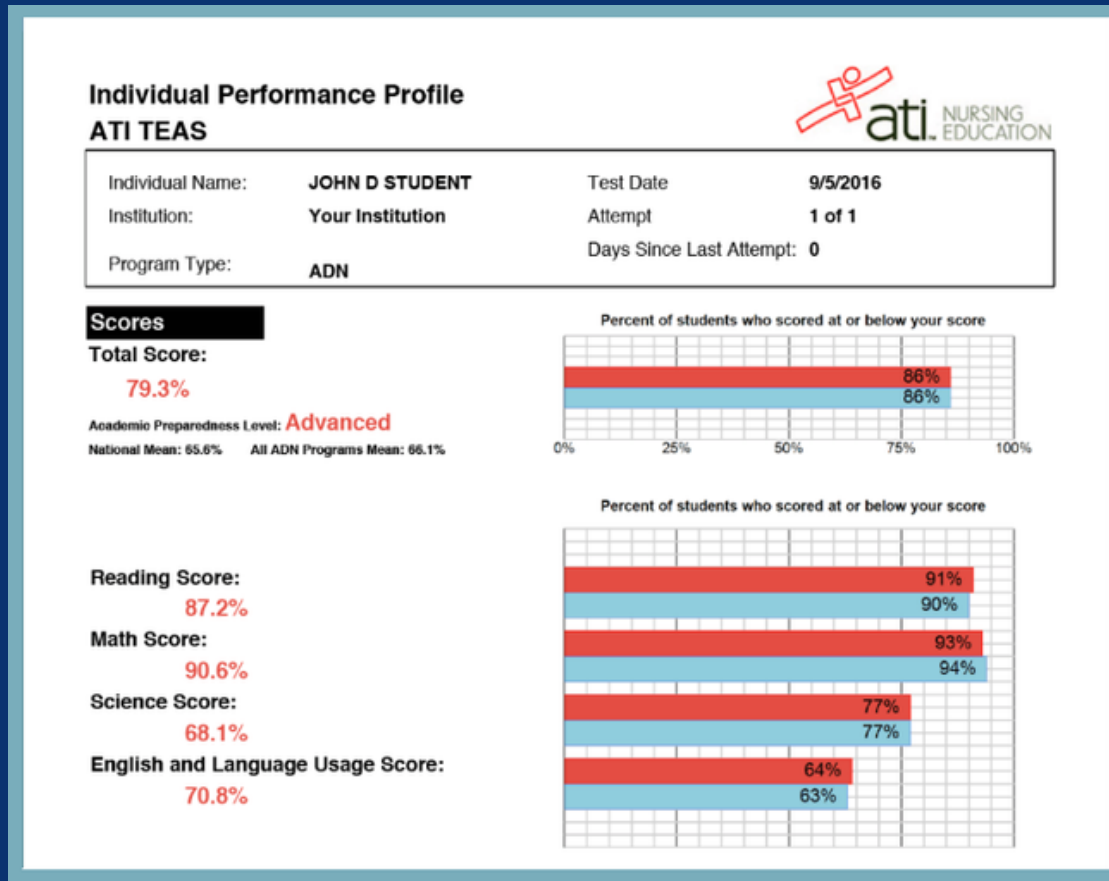 Individual Performance Profile
ATI TEAS
ati NURSING EDUCATION
Individual Name: JOHN D STUDENT Test Date 9/5/2016
Institution: Your Institution Attempt 1 of 1
Days Since Last Attempt: 0
Program Type: ADN
Scores
Percent of students who scored at or below your score
Total Score:
79.3%
86%
86%
Academic Preparedness Level: Advanced
National Mean: 65.6% All ADN Programs Mean: 66.1%
0% 25% 50% 75% 100%
Percent of students who scored at or below your score
Reading Score:
91%
87.2%
90%
Math Score:
93%
90.6%
94%
Science Score:
77%
68.1%
77%
English and Language Usage Score:
64%
70.8%
63%